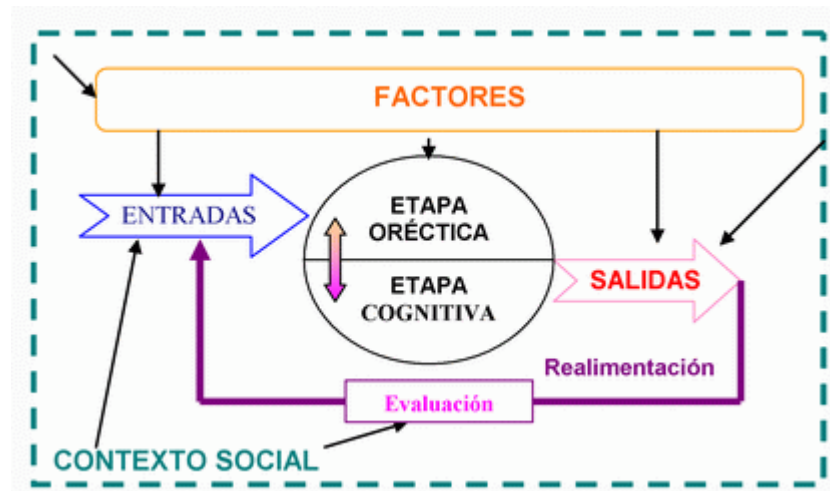 FACTORES
ENTRADAS
ETAPA
ORÉCTICA
ETAPA
COGNITIVA
SALIDAS
Realimentación
Evaluación
CONTEXTO SOCIAL